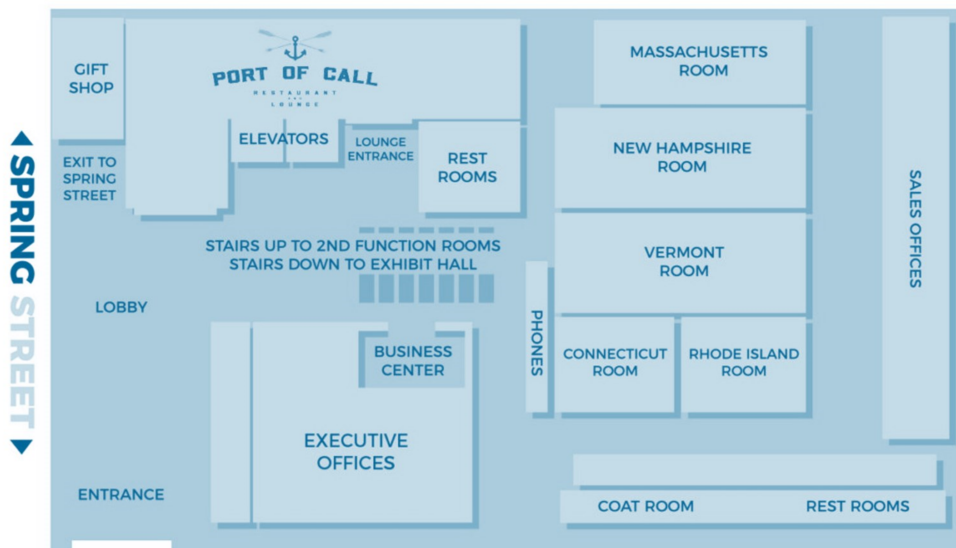 SPRING STREET
GIFT
SHOP
PORT OF CALL
RESTAURANT
AND
LOUNGE
ELEVATORS
LOUNGE
ENTRANCE
REST
ROOMS
EXIT TO
SPRING
STREET
STAIRS UP TO 2ND FUNCTION ROOMS
STAIRS DOWN TO EXHIBIT HALL
LOBBY
BUSINESS
CENTER
EXECUTIVE
OFFICES
ENTRANCE
PHONES
MASSACHUSETTS
ROOM
NEW HAMPSHIRE
ROOM
VERMONT
ROOM
CONNECTICUT
ROOM
RHODE ISLAND
ROOM
SALES OFFICES
COAT ROOM
REST ROOMS